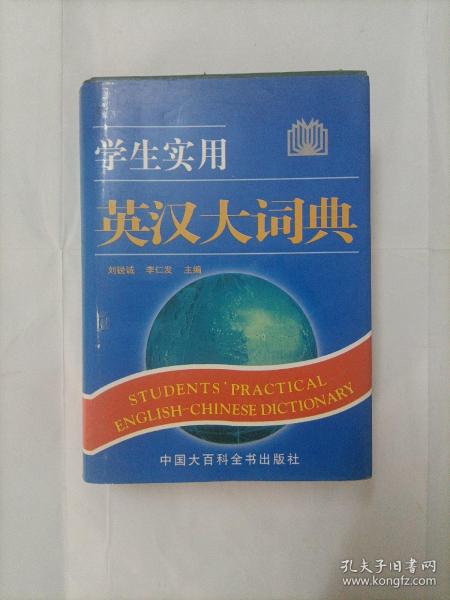 学生实用
英汉大词典
刘锐诚 李仁发 主编
STUDENTS' PRACTICAL
ENGLISH-CHINESE DICTIONARY
中国大百科全书出版社
孔夫子旧书网
www.kongfz.com